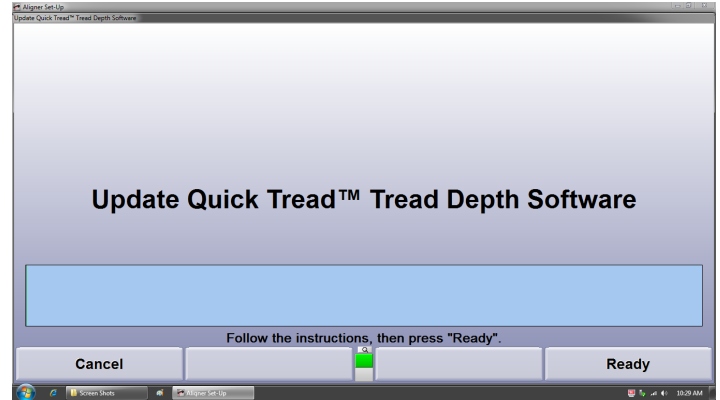 Aligner Set-Up
Update Quick Tread™ Tread Depth Software
Update Quick Tread™ Tread Depth Software
Follow the instructions, then press "Ready".
Cancel
Ready
Screen Shots
Aligner Set-Up
10:29 AM